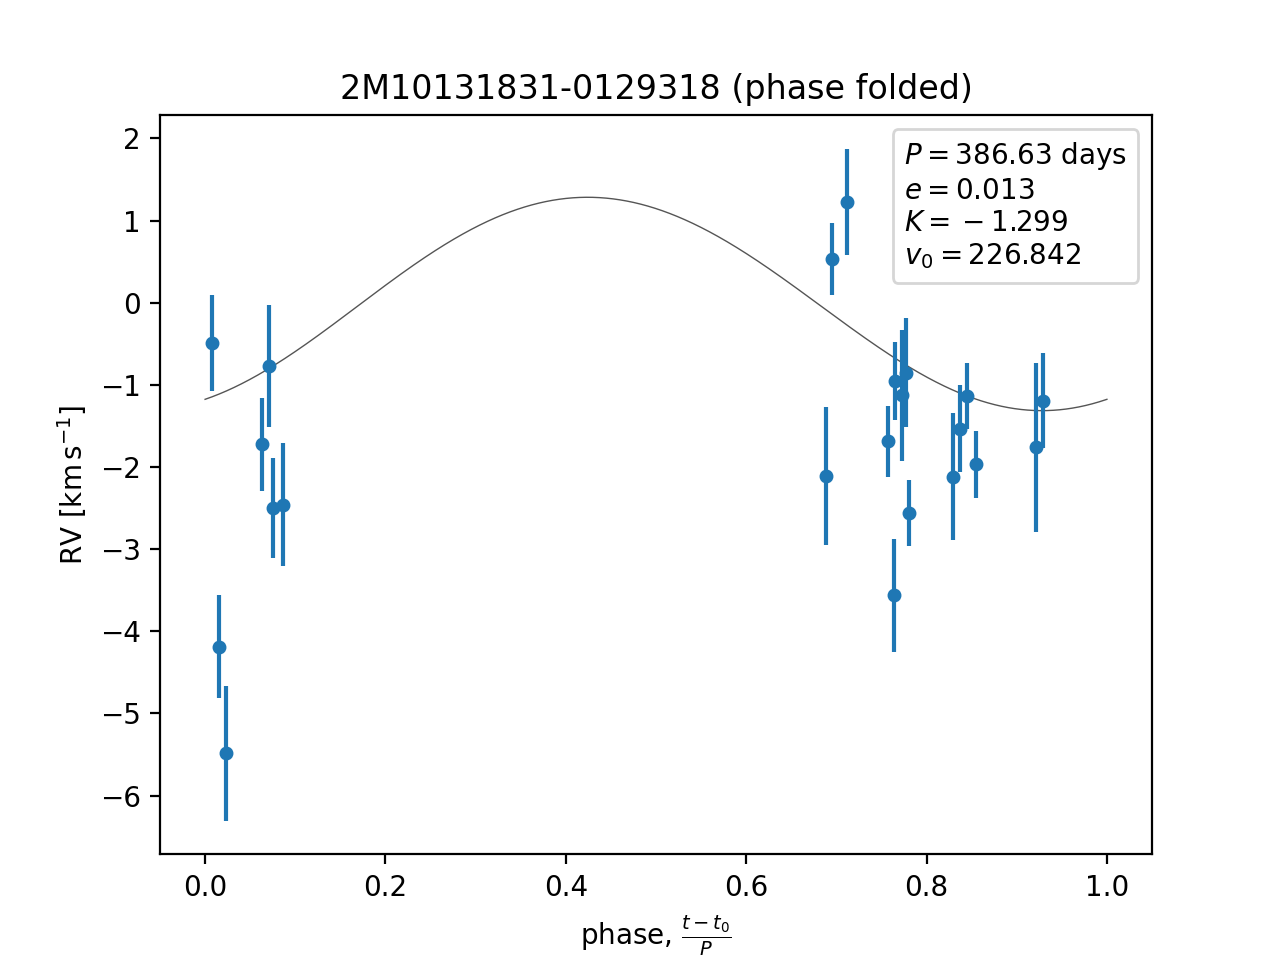 2M10131831-0129318 (phase folded)
P = 386.63 days
e = 0.013
K = −1.299
v₀ = 226.842
2
1
0
−1
−2
−3
−4
−5
−6
RV [km s⁻¹]
0.0 0.2 0.4 0.6 0.8 1.0
phase, (t − t₀)/P